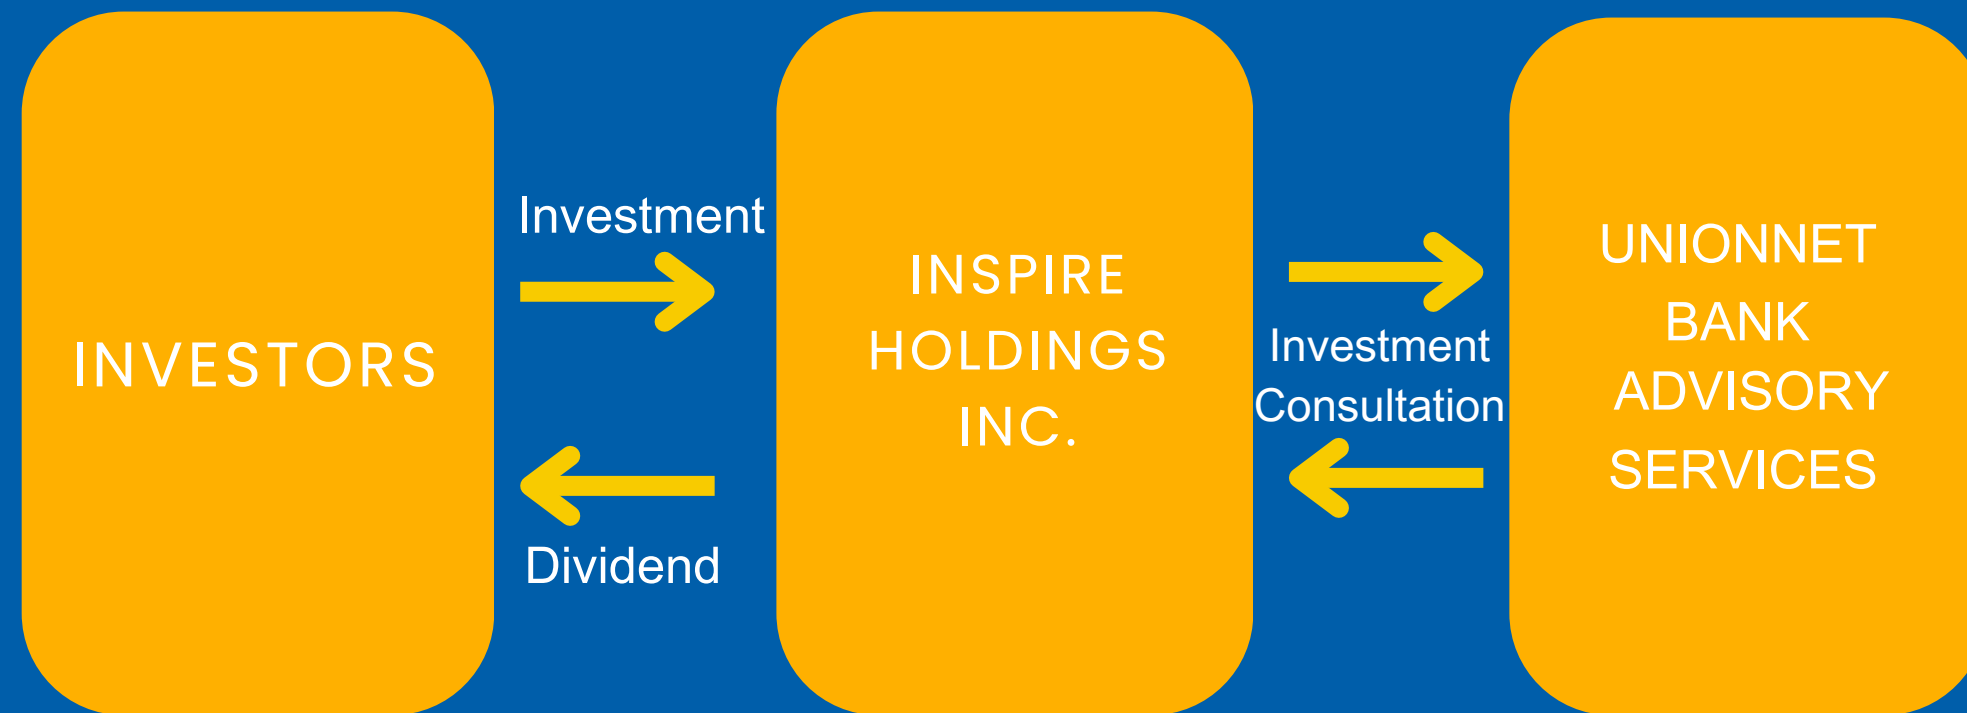 INVESTORS
Investment
Dividend
INSPIRE
HOLDINGS
INC.
Investment
Consultation
UNIONNET
BANK
ADVISORY
SERVICES